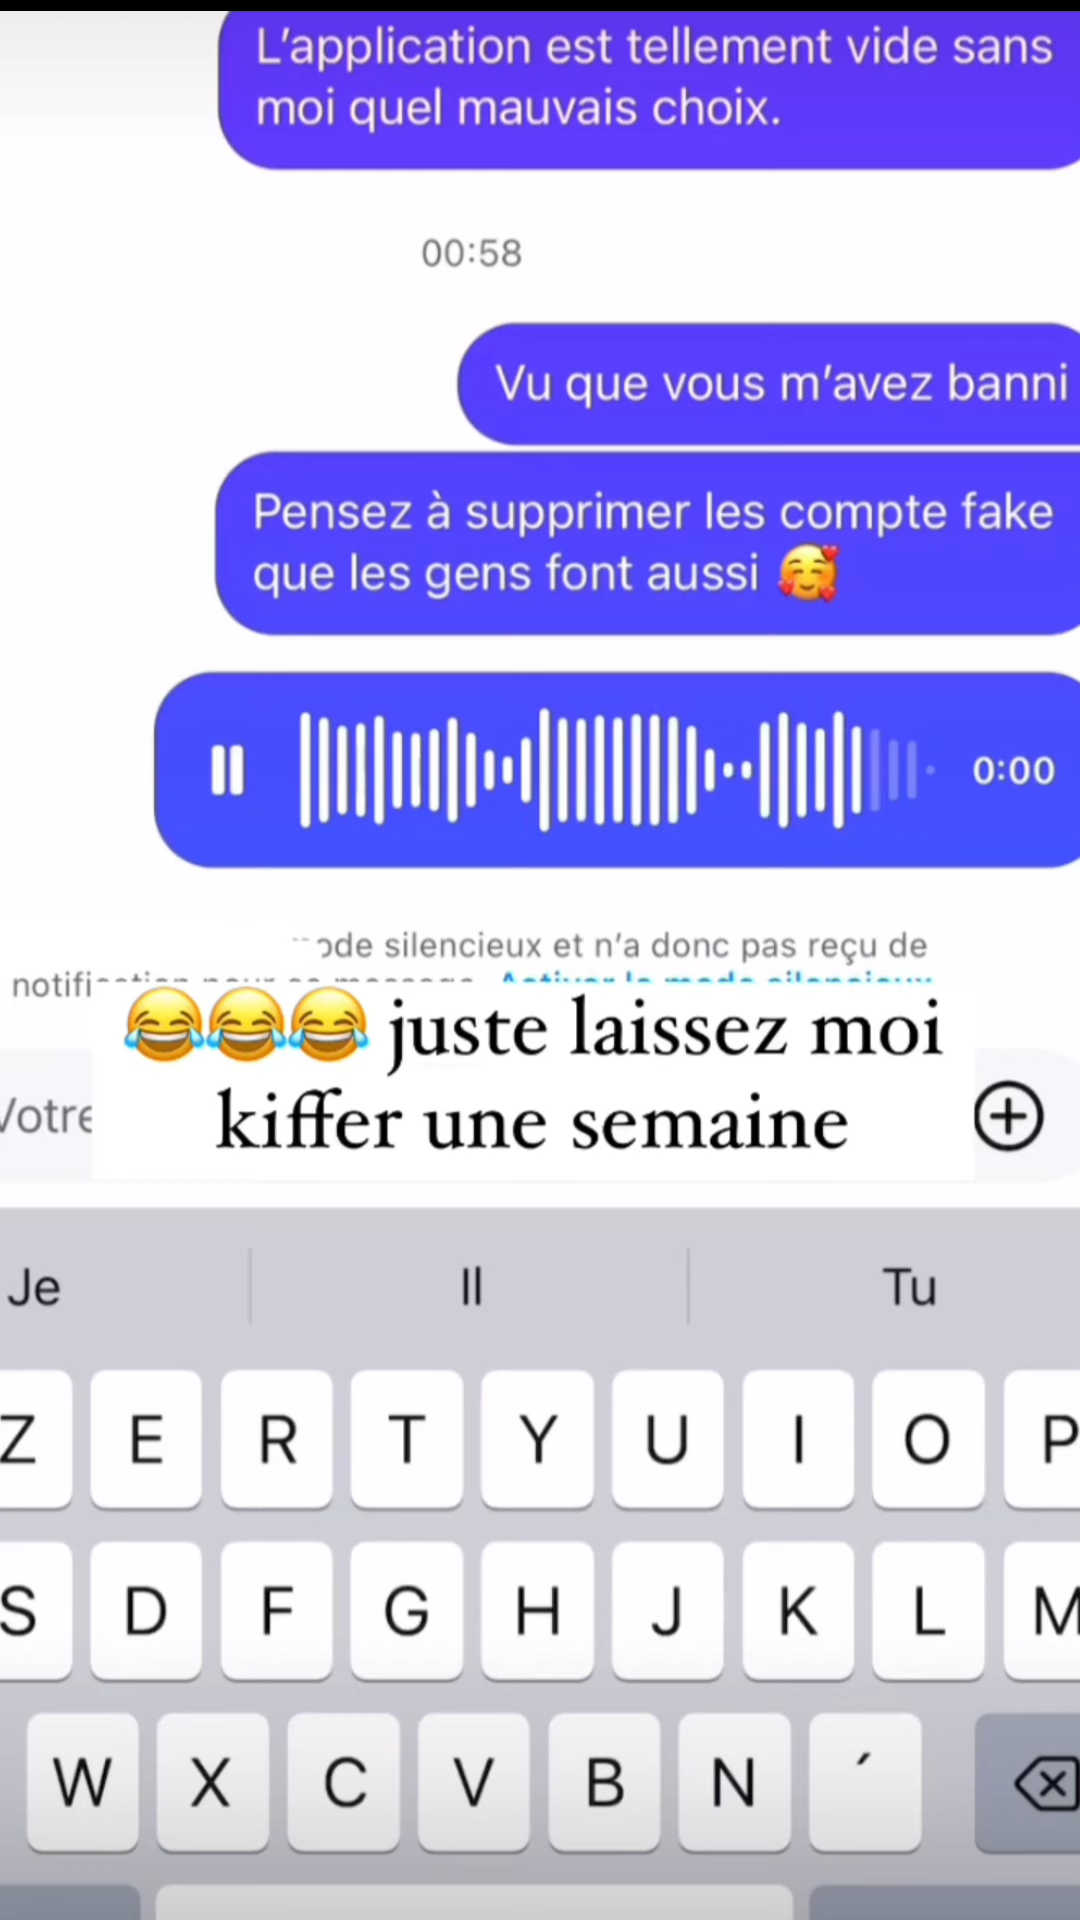 L'application est tellement vide sans
moi quel mauvais choix.
00:58
Vu que vous m'avez banni
Pensez à supprimer les compte fake
que les gens font aussi 🥰
0:00
silencieux et n'a donc pas reçu de
😂😂😂 juste laissez moi
kiffer une semaine
Je Il Tu
Z E R T Y U I O P
S D F G H J K L M
W X C V B N ´